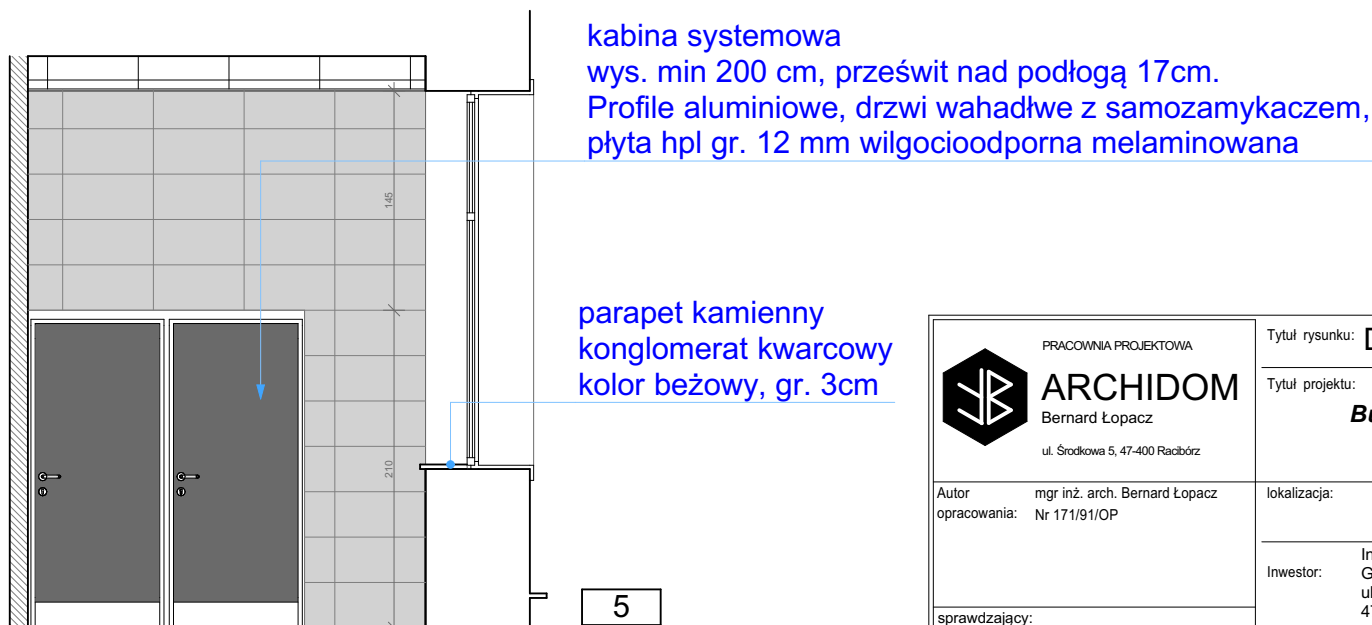 kabina systemowa
wys. min 200 cm, prześwit nad podłogą 17cm.
Profile aluminiowe, drzwi wahadłwe z samozamykaczem,
płyta hpl gr. 12 mm wilgocioodporna melaminowana
145
parapet kamienny
konglomerat kwarcowy
kolor beżowy, gr. 3cm
210
5
PRACOWNIA PROJEKTOWA
ARCHIDOM
Bernard Łopacz
ul. Środkowa 5, 47-400 Racibórz
Tytuł rysunku:
Tytuł projektu:
Autor opracowania:
mgr inż. arch. Bernard Łopacz
Nr 171/91/OP
lokalizacja:
Inwestor:
sprawdzający: